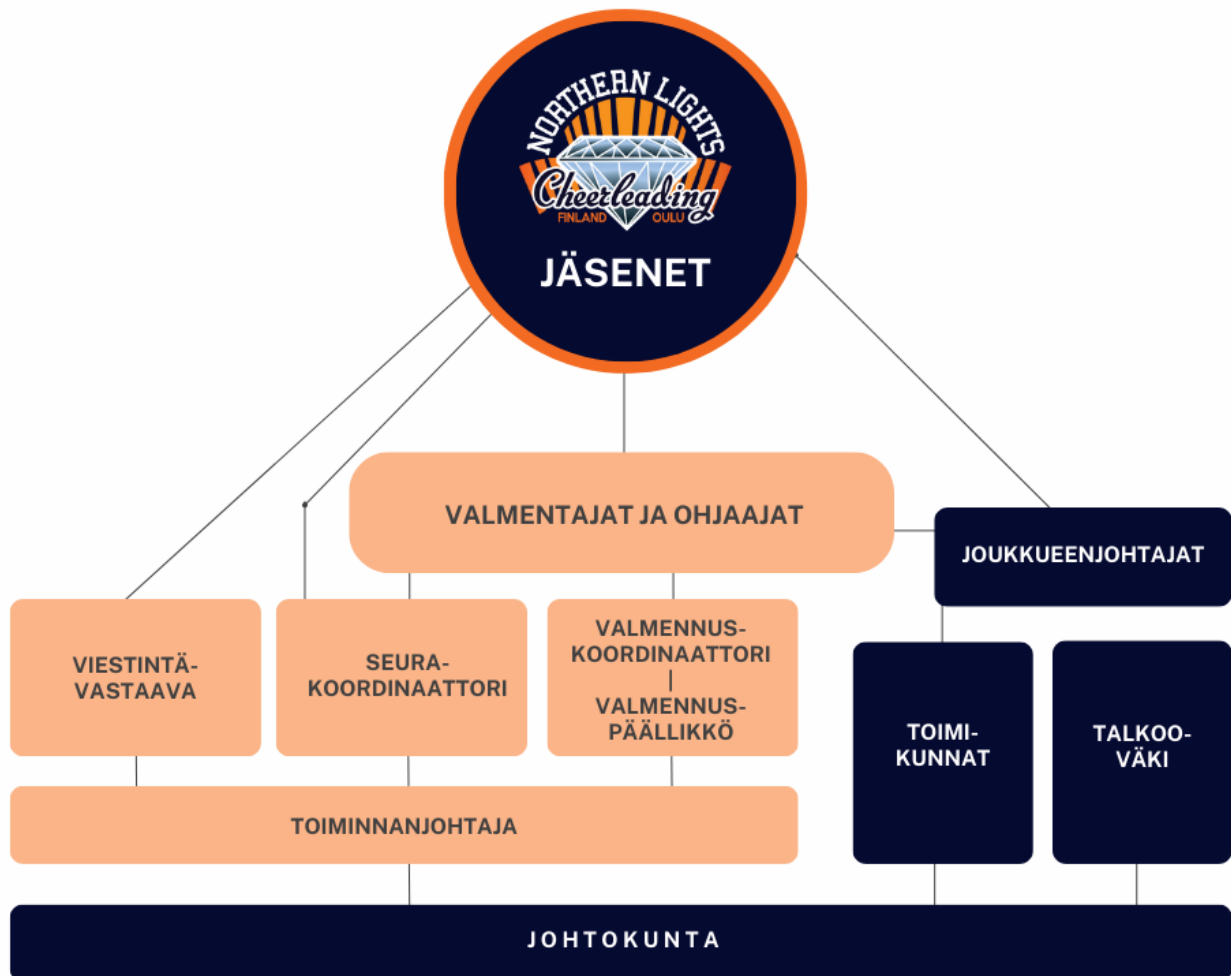 NORTHERN LIGHTS
Cheerleading
FINLAND OULU
JÄSENET
VALMENTAJAT JA OHJAAJAT
JOUKKUEENJOHTAJAT
VIESTINTÄ-
VASTAAVA
SEURA-
KOORDINAATTORI
VALMENNUS-
KOORDINAATTORI
|
VALMENNUS-
PÄÄLLIKKÖ
TOIMI-
KUNNAT
TALKOO-
VÄKI
TOIMINNANJOHTAJA
JOHTOKUNTA